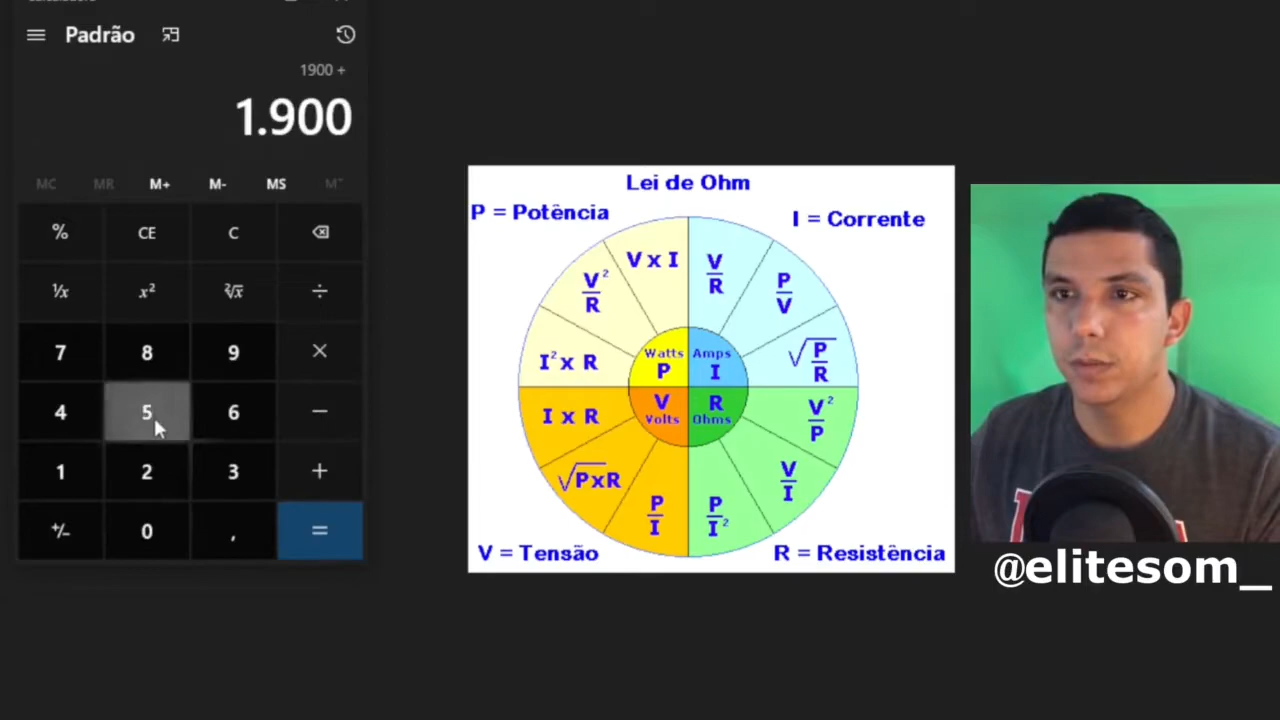 Padrão
1900 +
1.900
MC MR M+ M- MS M˅
% CE C
¹/x x² ²√x ÷
7 8 9 ×
4 5 6 −
1 2 3 +
+/− 0 , =
Lei de Ohm
P = Potência
I = Corrente
V x I
V
R
V²
R
P
V
I² x R
√P
R
Watts
P
Amps
I
I x R
V
Volts
R
Ohms
V²
P
√PxR
V
I
P
I
P
I²
V = Tensão
R = Resistência
@elitesom_